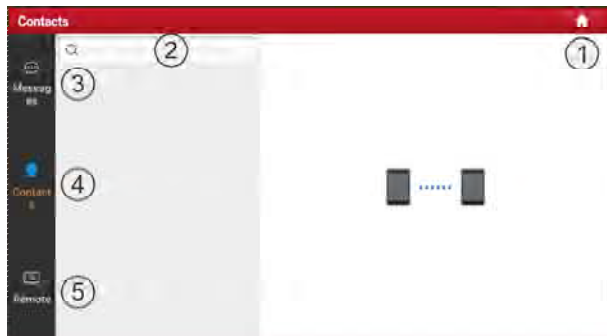 Contacts
①
②
③
Messag
es
④
Contact
s
⑤
Remote